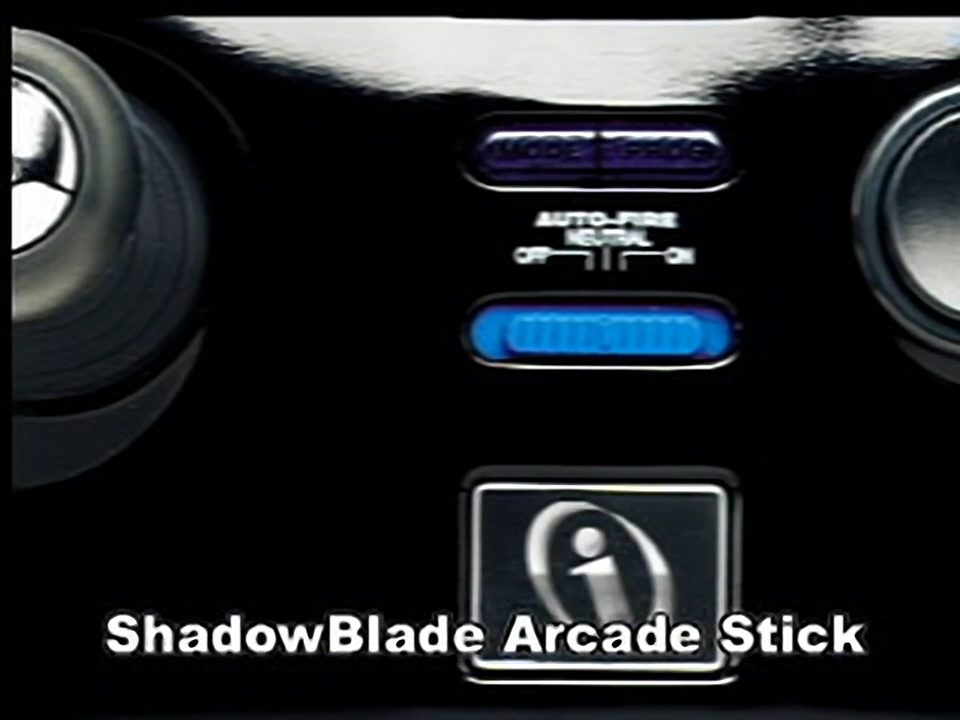 MODE PROG
AUTO-FIRE
NEUTRAL
OFF ON
i
ShadowBlade Arcade Stick